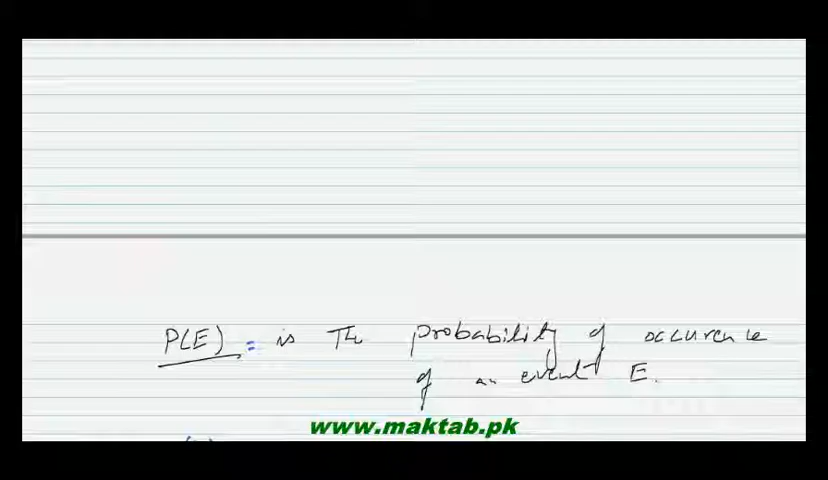 P(E) = is The probability of occurence
of an event E.
www.maktab.pk